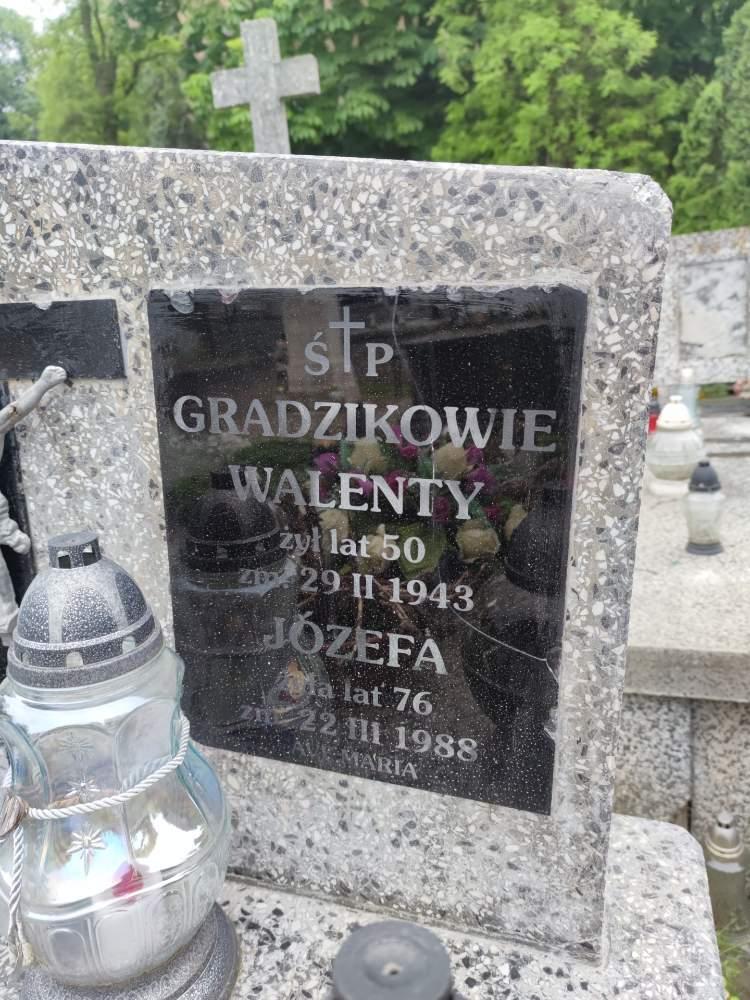 Ś P
GRADZIKOWIE
WALENTY
żył lat 50
zm. 29 II 1943
JÓZEFA
żyła lat 76
zm. 22 III 1988
AVE MARIA